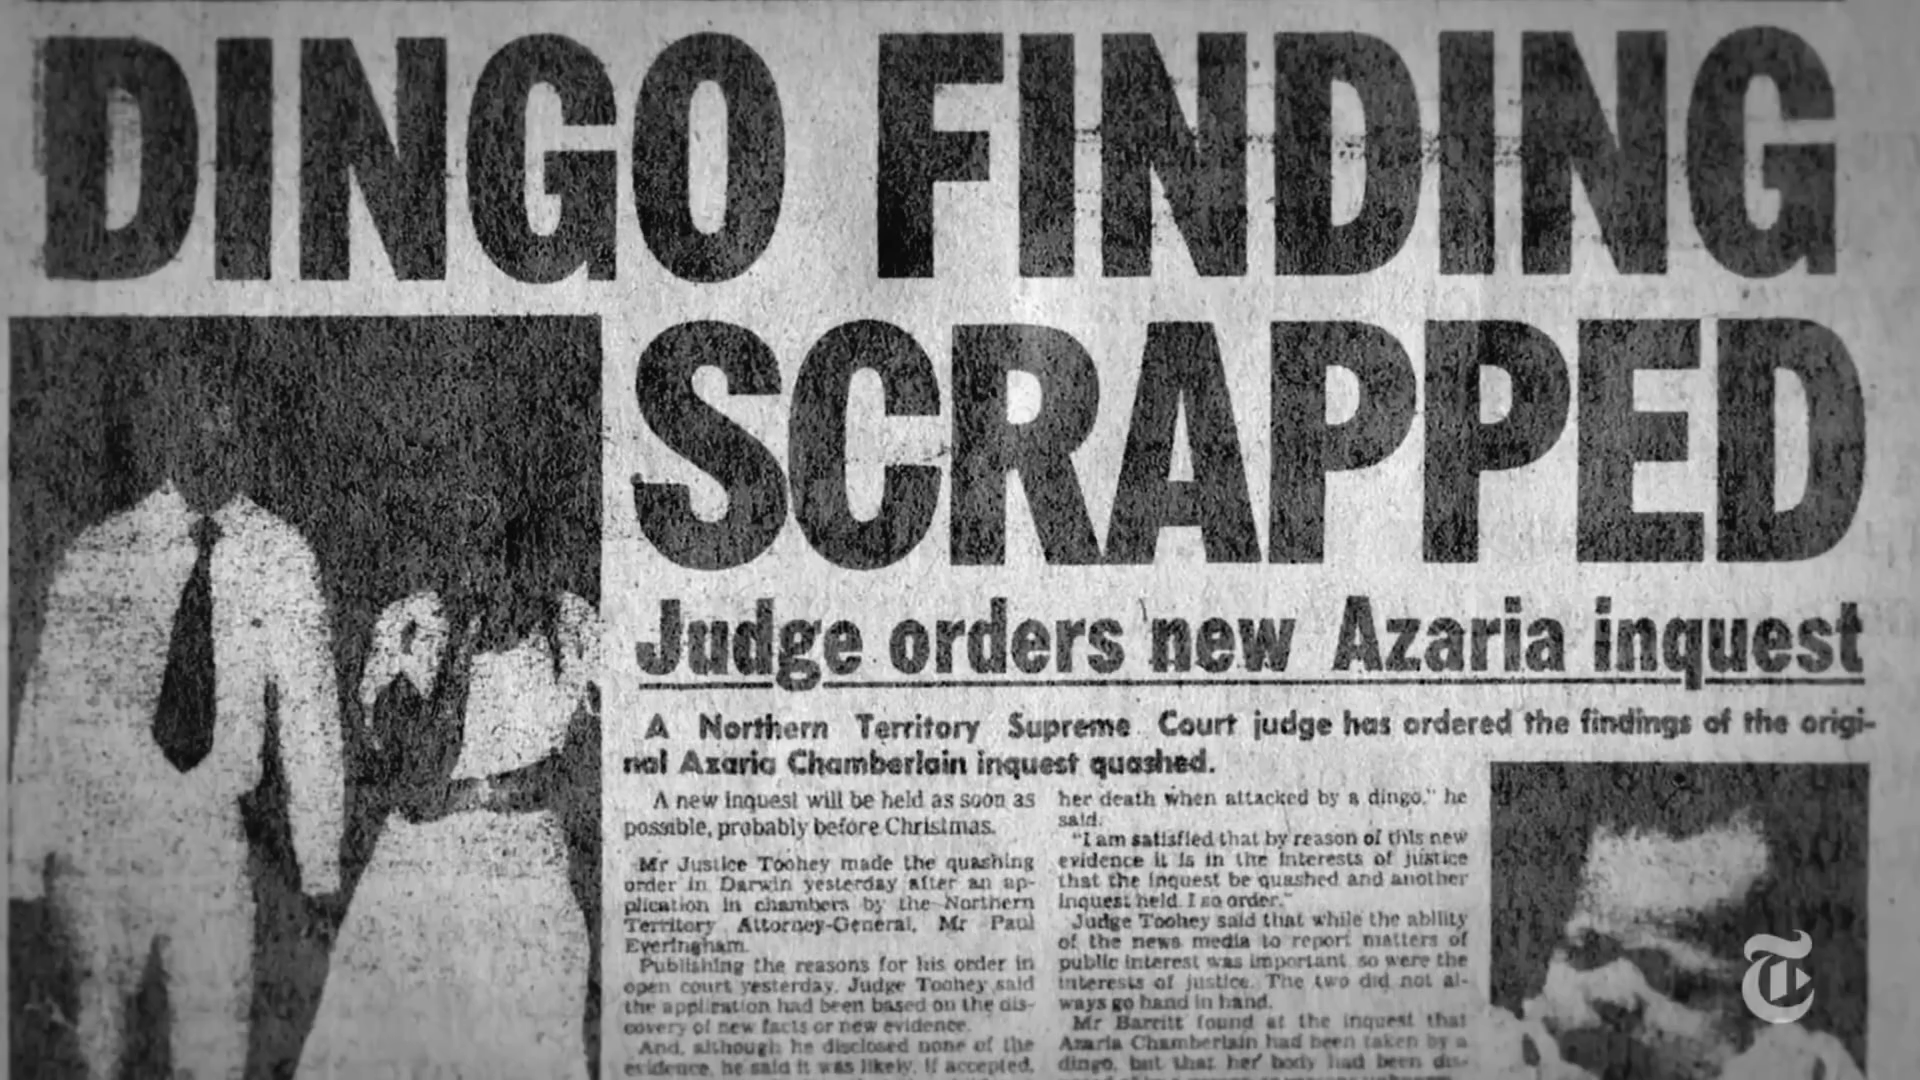 DINGO FINDING
SCRAPPED
Judge orders new Azaria inquest
A Northern Territory Supreme Court judge has ordered the findings of the origi-
nal Azaria Chamberlain inquest quashed.
A new inquest will be held as soon as
possible, probably before Christmas.
Mr Justice Toohey made the quashing
order in Darwin yesterday after an ap-
plication in chambers by the Northern
Territory Attorney-General, Mr Paul
Everingham.
Publishing the reasons for his order in
open court yesterday, Judge Toohey said
the application had been based on the dis-
covery of new facts or new evidence.
And, although he disclosed none of the
evidence, he said it was likely, if accepted,
her death when attacked by a dingo." he
said.
"I am satisfied that by reason of this new
evidence it is in the interests of justice
that the inquest be quashed and another
inquest held. I so order."
Judge Toohey said that while the ability
of the news media to report matters of
public interest was important, so were the
interests of justice. The two did not al-
ways go hand in hand.
Mr Barritt found at the inquest that
Azaria Chamberlain had been taken by a
dingo, but that her body had been dis-
T